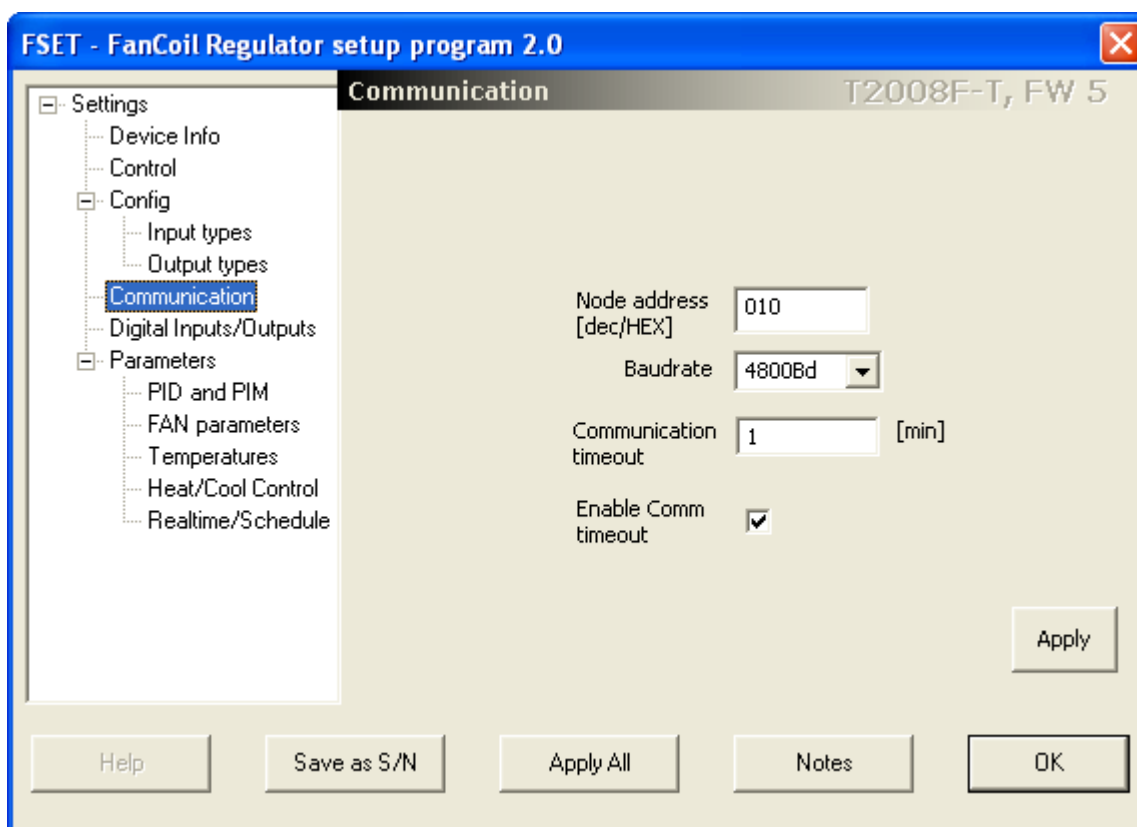 FSET - FanCoil Regulator setup program 2.0
Settings
Device Info
Control
Config
Input types
Output types
Communication
Digital Inputs/Outputs
Parameters
PID and PIM
FAN parameters
Temperatures
Heat/Cool Control
Realtime/Schedule
Communication
T2008F-T, FW 5
Node address
[dec/HEX]
010
Baudrate
4800Bd
Communication
timeout
1
[min]
Enable Comm
timeout
Apply
Help
Save as S/N
Apply All
Notes
OK